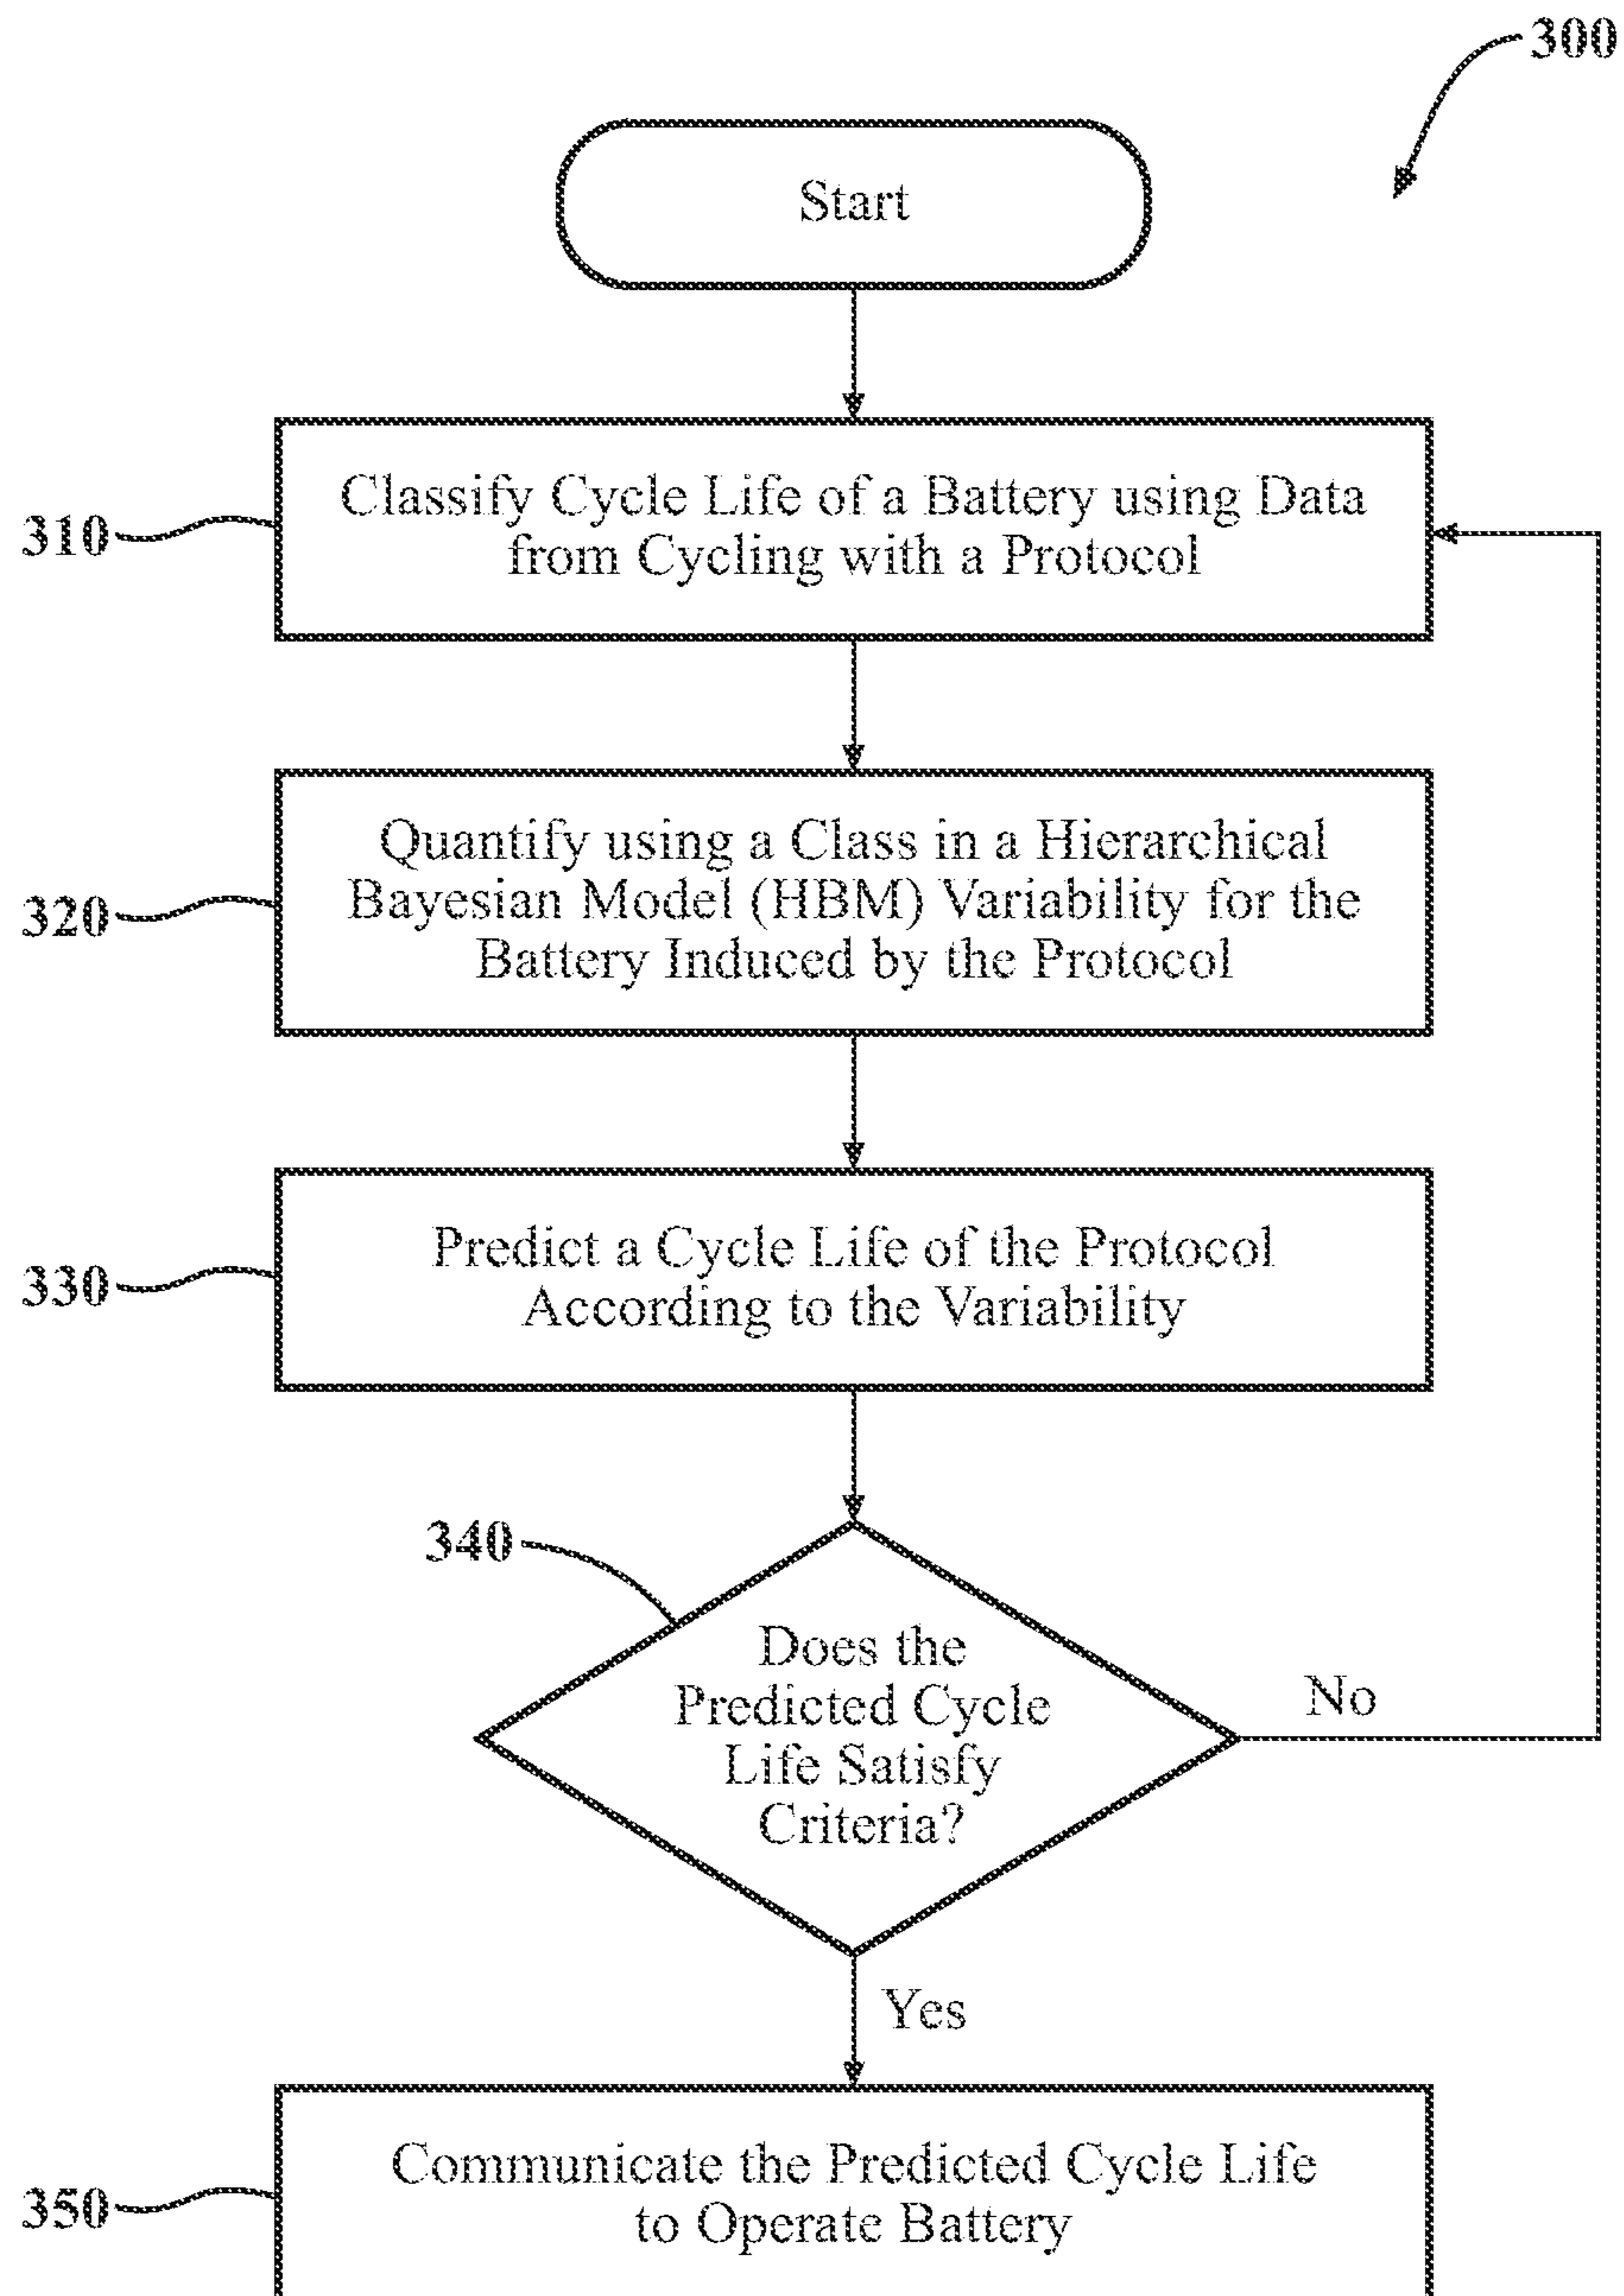 300
Start
310
Classify Cycle Life of a Battery using Data
from Cycling with a Protocol
320
Quantify using a Class in a Hierarchical
Bayesian Model (HBM) Variability for the
Battery Induced by the Protocol
330
Predict a Cycle Life of the Protocol
According to the Variability
340
Does the
Predicted Cycle
Life Satisfy
Criteria?
No
Yes
350
Communicate the Predicted Cycle Life
to Operate Battery